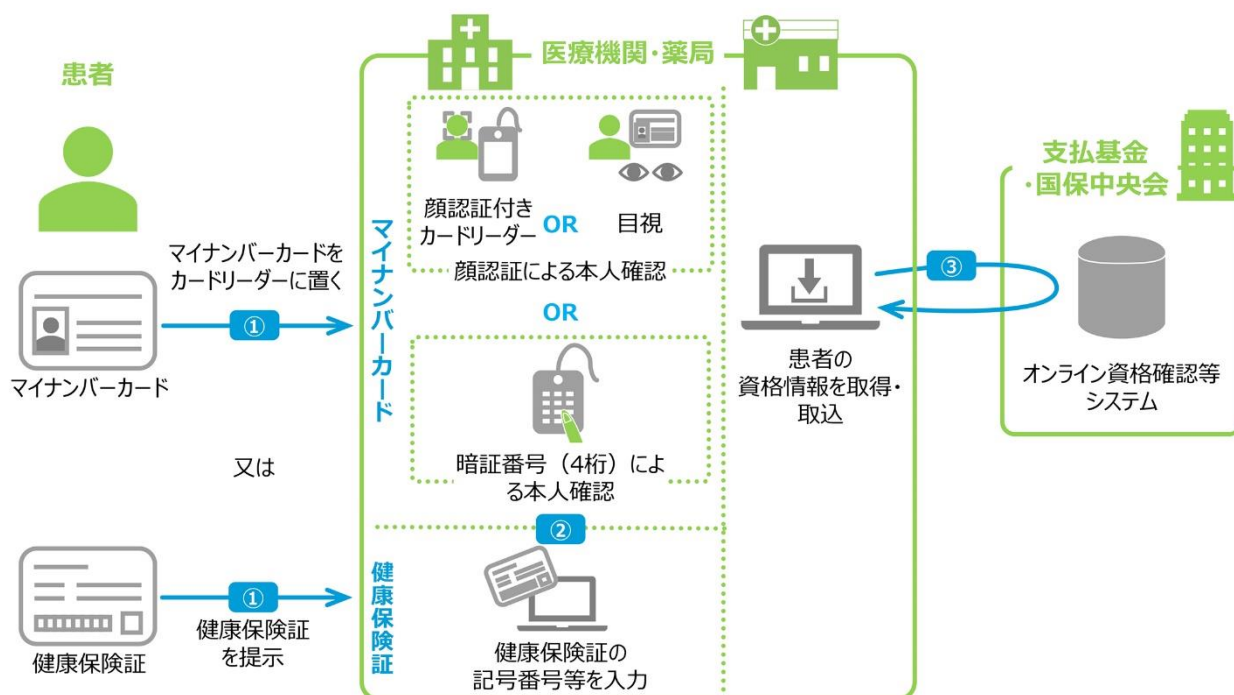 患者
マイナンバーカードを
カードリーダーに置く
①
マイナンバーカード
又は
①
健康保険証
を提示
健康保険証
医療機関・薬局
マイナンバーカード
顔認証付き
カードリーダー
OR
目視
顔認証による本人確認
OR
暗証番号（4桁）によ
る本人確認
②
健康保険証
健康保険証の
記号番号等を入力
患者の
資格情報を取得・
取込
③
支払基金
・国保中央会
オンライン資格確認等
システム